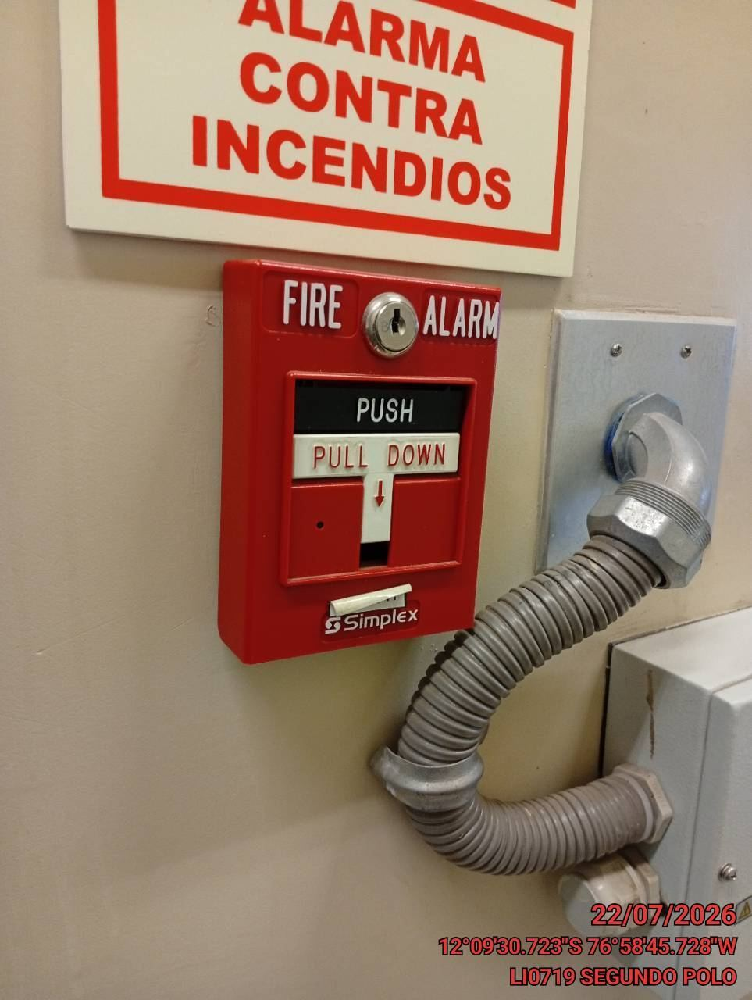 ALARMA
CONTRA
INCENDIOS
FIRE ALARM
PUSH
PULL DOWN
Simplex
22/07/2026
12°09'30.723"S 76°58'45.728"W
LI0719 SEGUNDO POLO